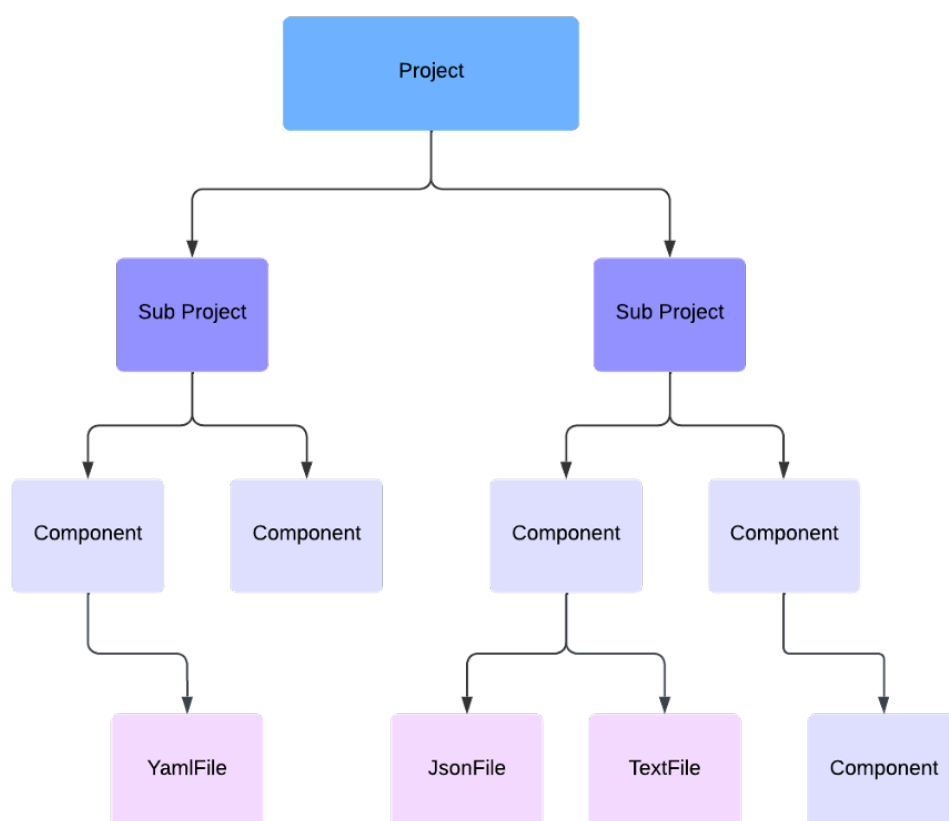 Project
Sub Project
Sub Project
Component
Component
Component
Component
YamlFile
JsonFile
TextFile
Component